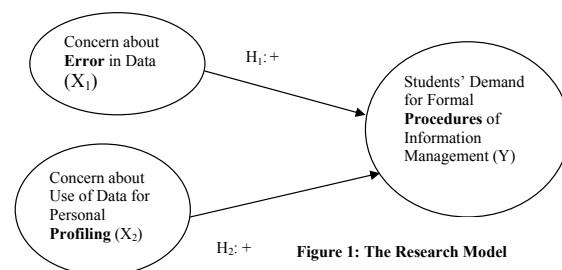 Concern about
Error in Data
(X₁)
H₁: +
Students' Demand
for Formal
Procedures of
Information
Management (Y)
Concern about
Use of Data for
Personal
Profiling (X₂)
H₂: +
Figure 1: The Research Model